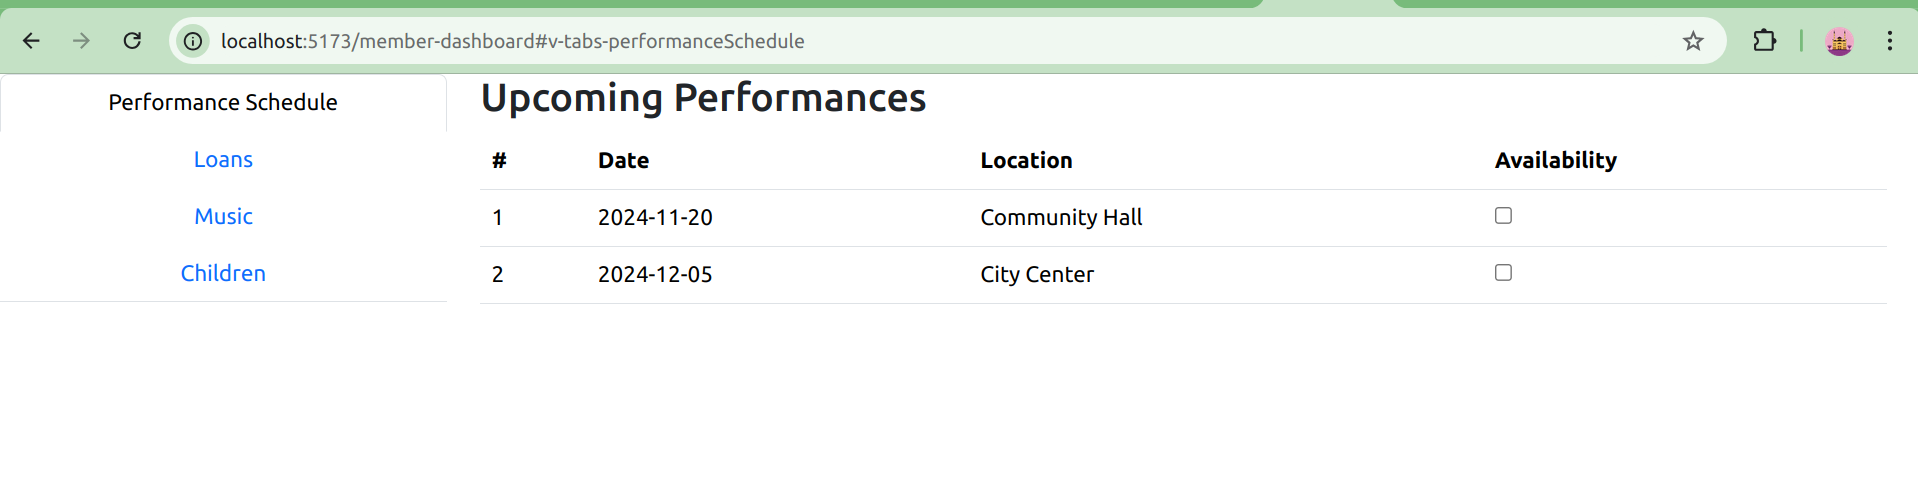 localhost:5173/member-dashboard#v-tabs-performanceSchedule
Performance Schedule
Loans
Music
Children
Upcoming Performances
# Date Location Availability
1 2024-11-20 Community Hall
2 2024-12-05 City Center